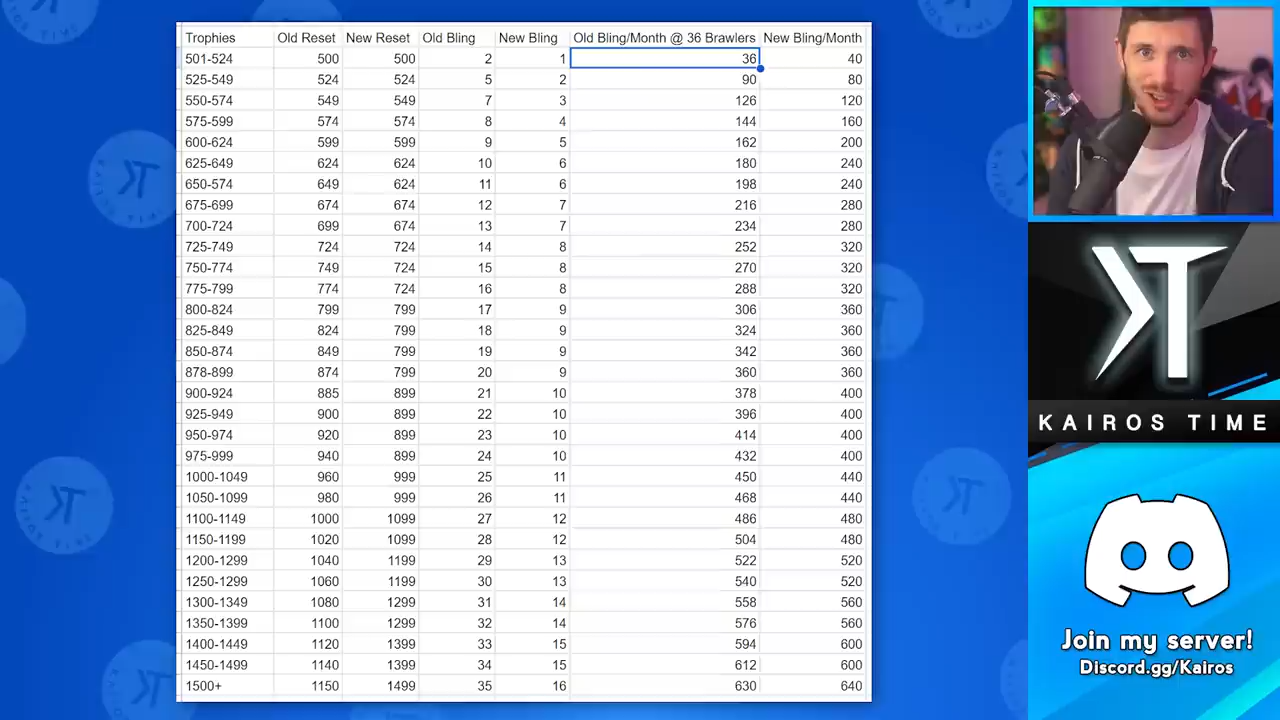 Trophies Old Reset New Reset Old Bling New Bling Old Bling/Month @ 36 Brawlers New Bling/Month
501-524 500 500 2 1 36 40
525-549 524 524 5 2 90 80
550-574 549 549 7 3 126 120
575-599 574 574 8 4 144 160
600-624 599 599 9 5 162 200
625-649 624 624 10 6 180 240
650-574 649 624 11 6 198 240
675-699 674 674 12 7 216 280
700-724 699 674 13 7 234 280
725-749 724 724 14 8 252 320
750-774 749 724 15 8 270 320
775-799 774 724 16 8 288 320
800-824 799 799 17 9 306 360
825-849 824 799 18 9 324 360
850-874 849 799 19 9 342 360
878-899 874 799 20 9 360 360
900-924 885 899 21 10 378 400
925-949 900 899 22 10 396 400
950-974 920 899 23 10 414 400
975-999 940 899 24 10 432 400
1000-1049 960 999 25 11 450 440
1050-1099 980 999 26 11 468 440
1100-1149 1000 1099 27 12 486 480
1150-1199 1020 1099 28 12 504 480
1200-1299 1040 1199 29 13 522 520
1250-1299 1060 1199 30 13 540 520
1300-1349 1080 1299 31 14 558 560
1350-1399 1100 1299 32 14 576 560
1400-1449 1120 1399 33 15 594 600
1450-1499 1140 1399 34 15 612 600
1500+ 1150 1499 35 16 630 640
KT
KAIROS TIME
Join my server!
Discord.gg/Kairos